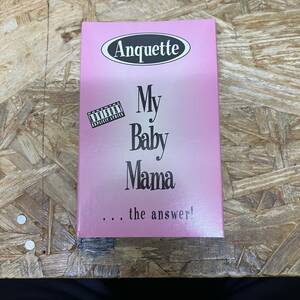 Anquette
My
Baby
Mama
. . . the answer!